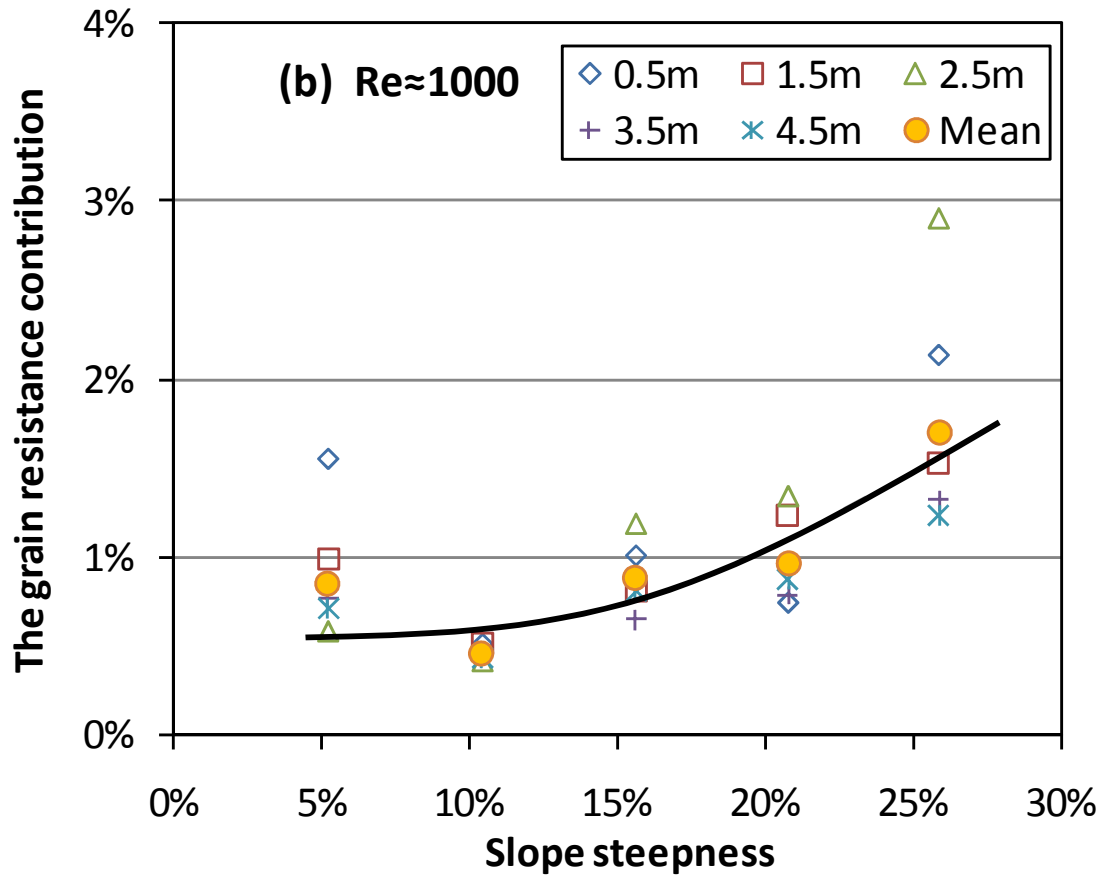 4%
(b) Re≈1000
0.5m 1.5m 2.5m
3.5m 4.5m Mean
3%
2%
1%
0%
The grain resistance contribution
0% 5% 10% 15% 20% 25% 30%
Slope steepness